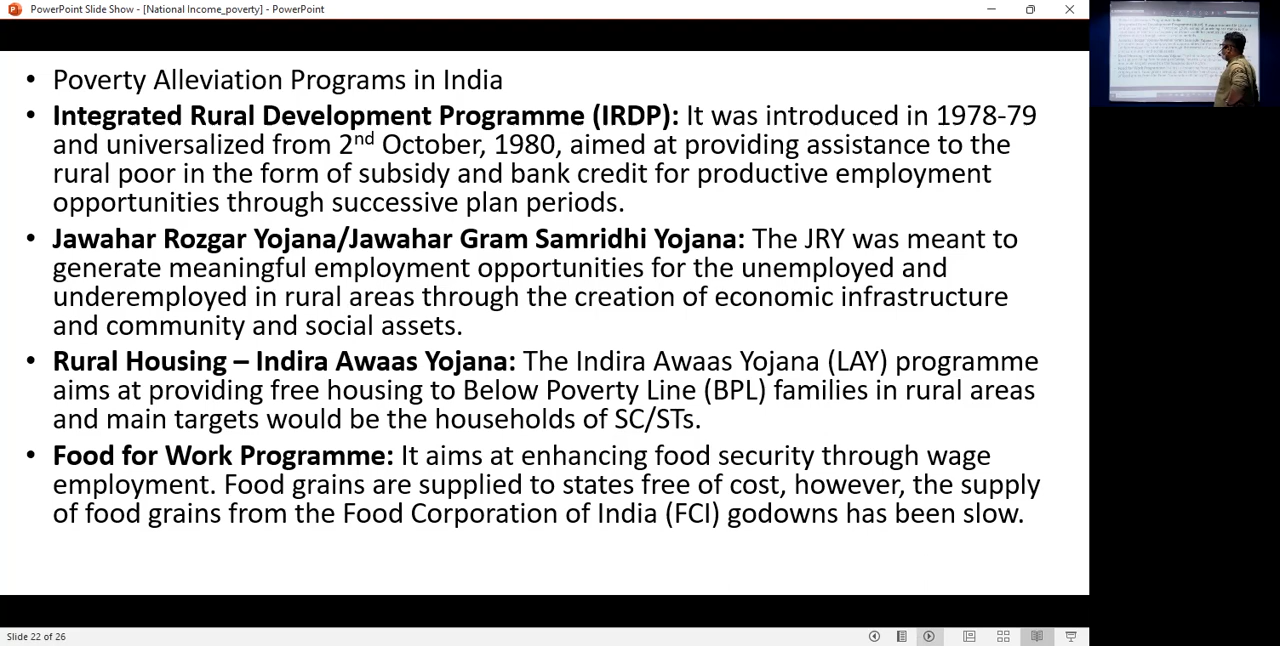 PowerPoint Slide Show - [National Income_poverty] - PowerPoint
• Poverty Alleviation Programs in India
• Integrated Rural Development Programme (IRDP): It was introduced in 1978-79
and universalized from 2nd October, 1980, aimed at providing assistance to the
rural poor in the form of subsidy and bank credit for productive employment
opportunities through successive plan periods.
• Jawahar Rozgar Yojana/Jawahar Gram Samridhi Yojana: The JRY was meant to
generate meaningful employment opportunities for the unemployed and
underemployed in rural areas through the creation of economic infrastructure
and community and social assets.
• Rural Housing – Indira Awaas Yojana: The Indira Awaas Yojana (LAY) programme
aims at providing free housing to Below Poverty Line (BPL) families in rural areas
and main targets would be the households of SC/STs.
• Food for Work Programme: It aims at enhancing food security through wage
employment. Food grains are supplied to states free of cost, however, the supply
of food grains from the Food Corporation of India (FCI) godowns has been slow.
Slide 22 of 26